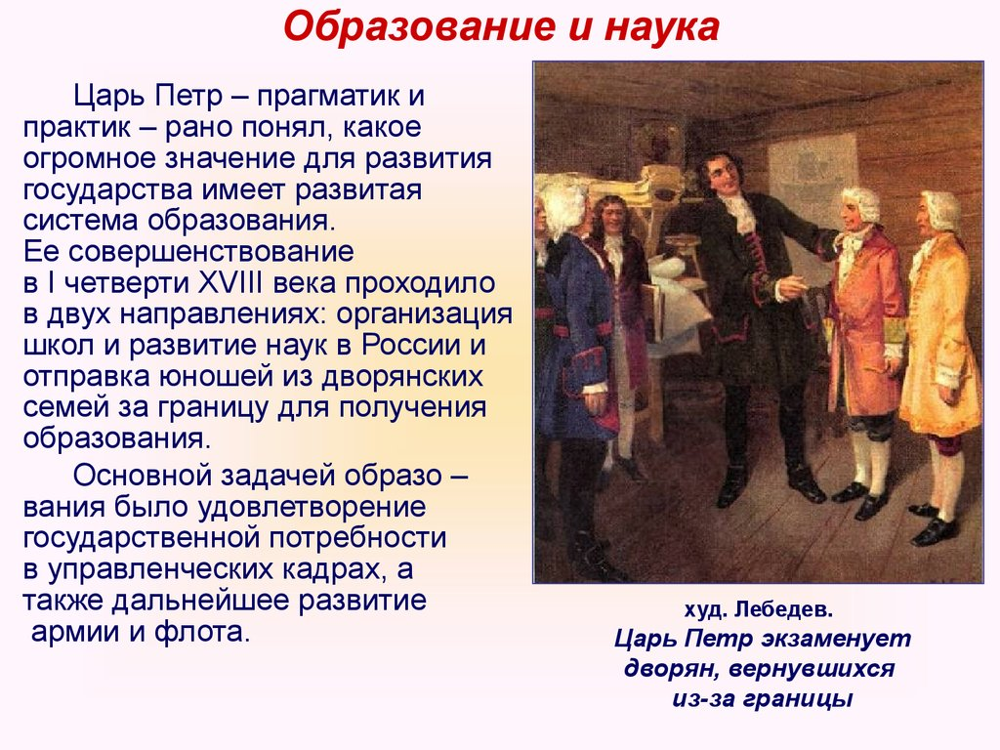 Образование и наука
Царь Петр – прагматик и
практик – рано понял, какое
огромное значение для развития
государства имеет развитая
система образования.
Ее совершенствование
в I четверти XVIII века проходило
в двух направлениях: организация
школ и развитие наук в России и
отправка юношей из дворянских
семей за границу для получения
образования.
Основной задачей образо –
вания было удовлетворение
государственной потребности
в управленческих кадрах, а
также дальнейшее развитие
армии и флота.
худ. Лебедев.
Царь Петр экзаменует
дворян, вернувшихся
из-за границы